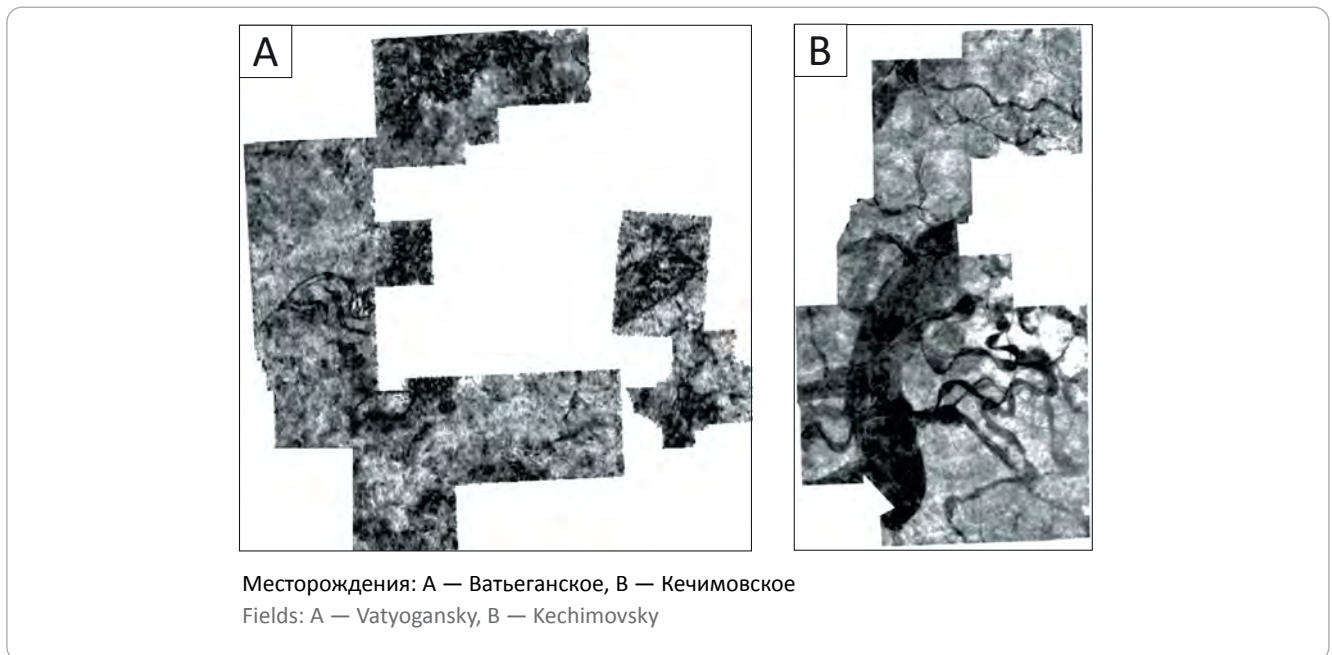 A
B
Месторождения: A — Ватьеганское, B — Кечимовское
Fields: A — Vatyogansky, B — Kechimovsky